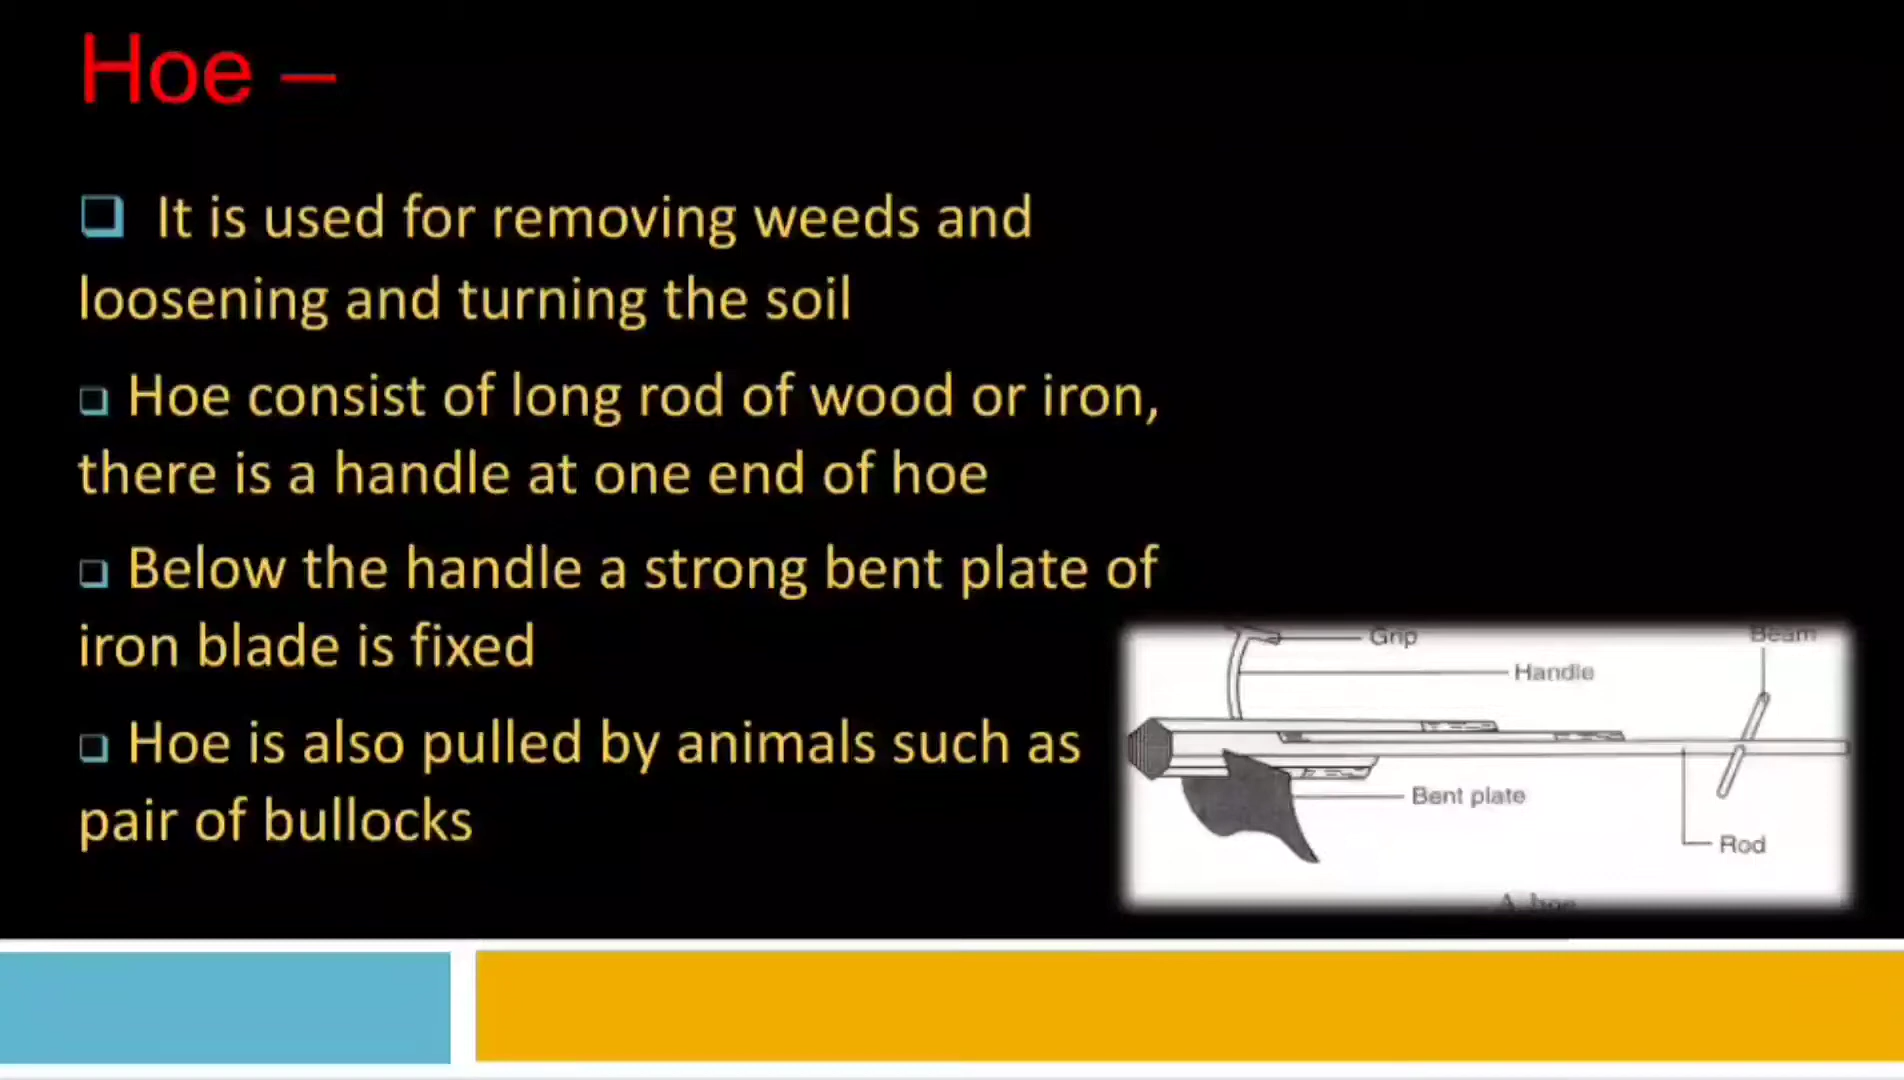 Hoe –
It is used for removing weeds and
loosening and turning the soil
Hoe consist of long rod of wood or iron,
there is a handle at one end of hoe
Below the handle a strong bent plate of
iron blade is fixed
Hoe is also pulled by animals such as
pair of bullocks
Grip
Beam
Handle
Bent plate
Rod
A hoe